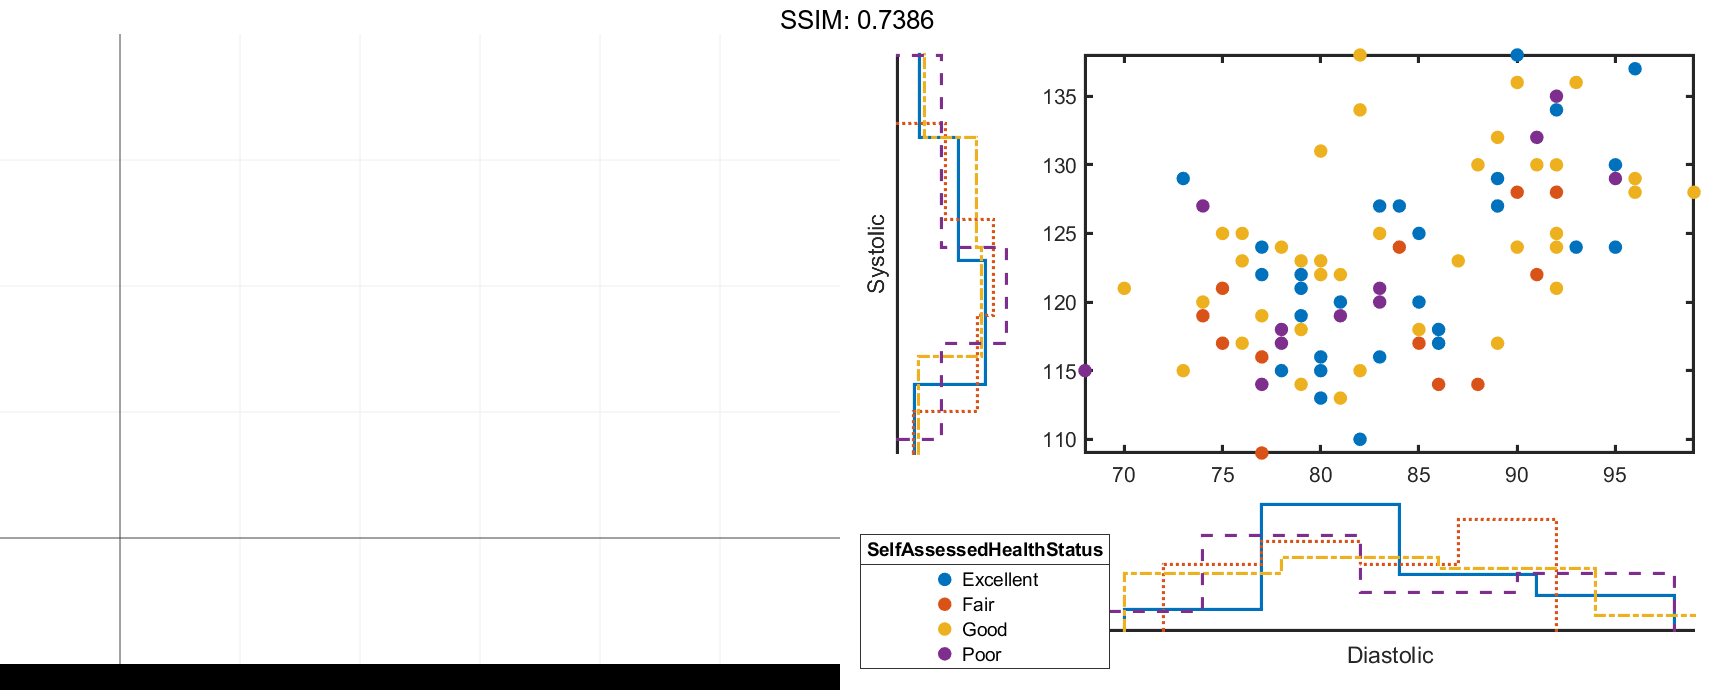 SSIM: 0.7386
Systolic
135
130
125
120
115
110
70 75 80 85 90 95
SelfAssessedHealthStatus
Excellent
Fair
Good
Poor
Diastolic